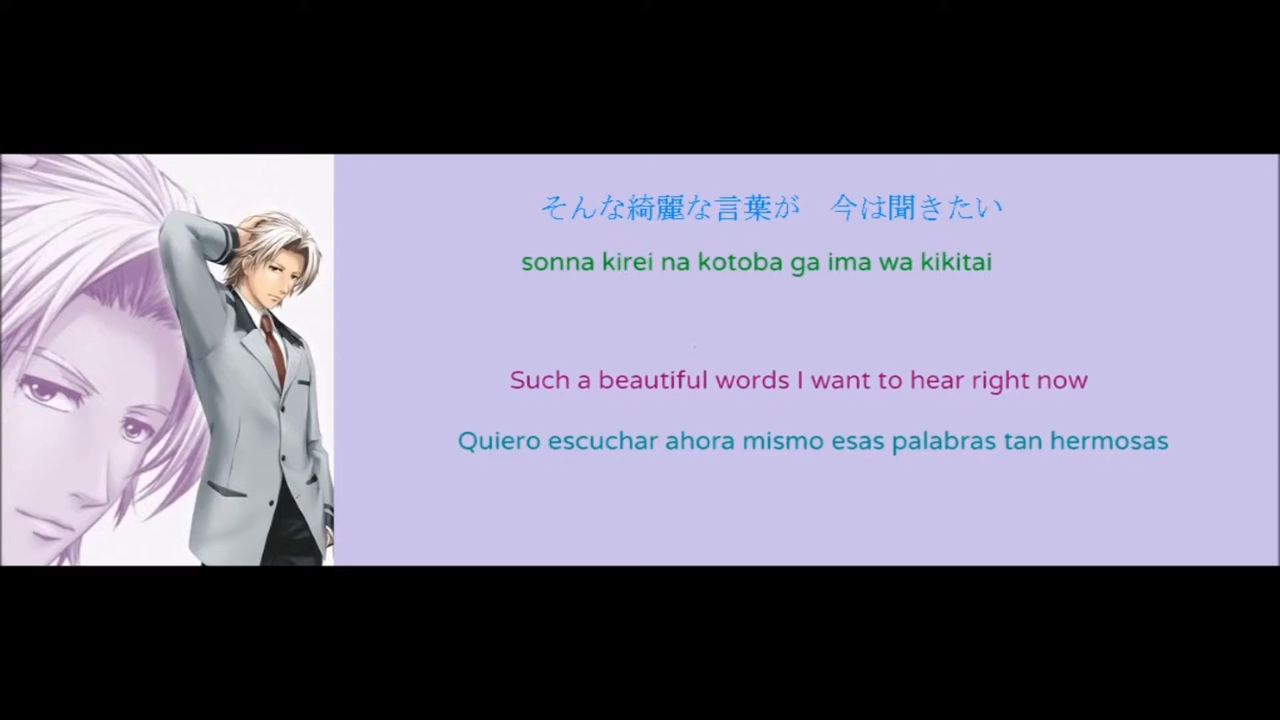 そんな綺麗な言葉が　今は聞きたい
sonna kirei na kotoba ga ima wa kikitai
Such a beautiful words I want to hear right now
Quiero escuchar ahora mismo esas palabras tan hermosas